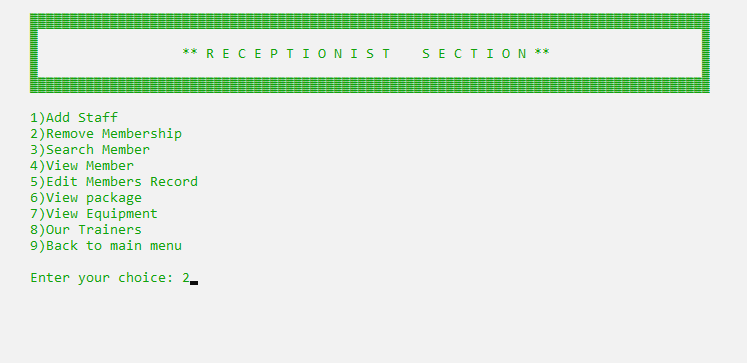 ** R E C E P T I O N I S T    S E C T I O N **
1)Add Staff
2)Remove Membership
3)Search Member
4)View Member
5)Edit Members Record
6)View package
7)View Equipment
8)Our Trainers
9)Back to main menu
Enter your choice: 2